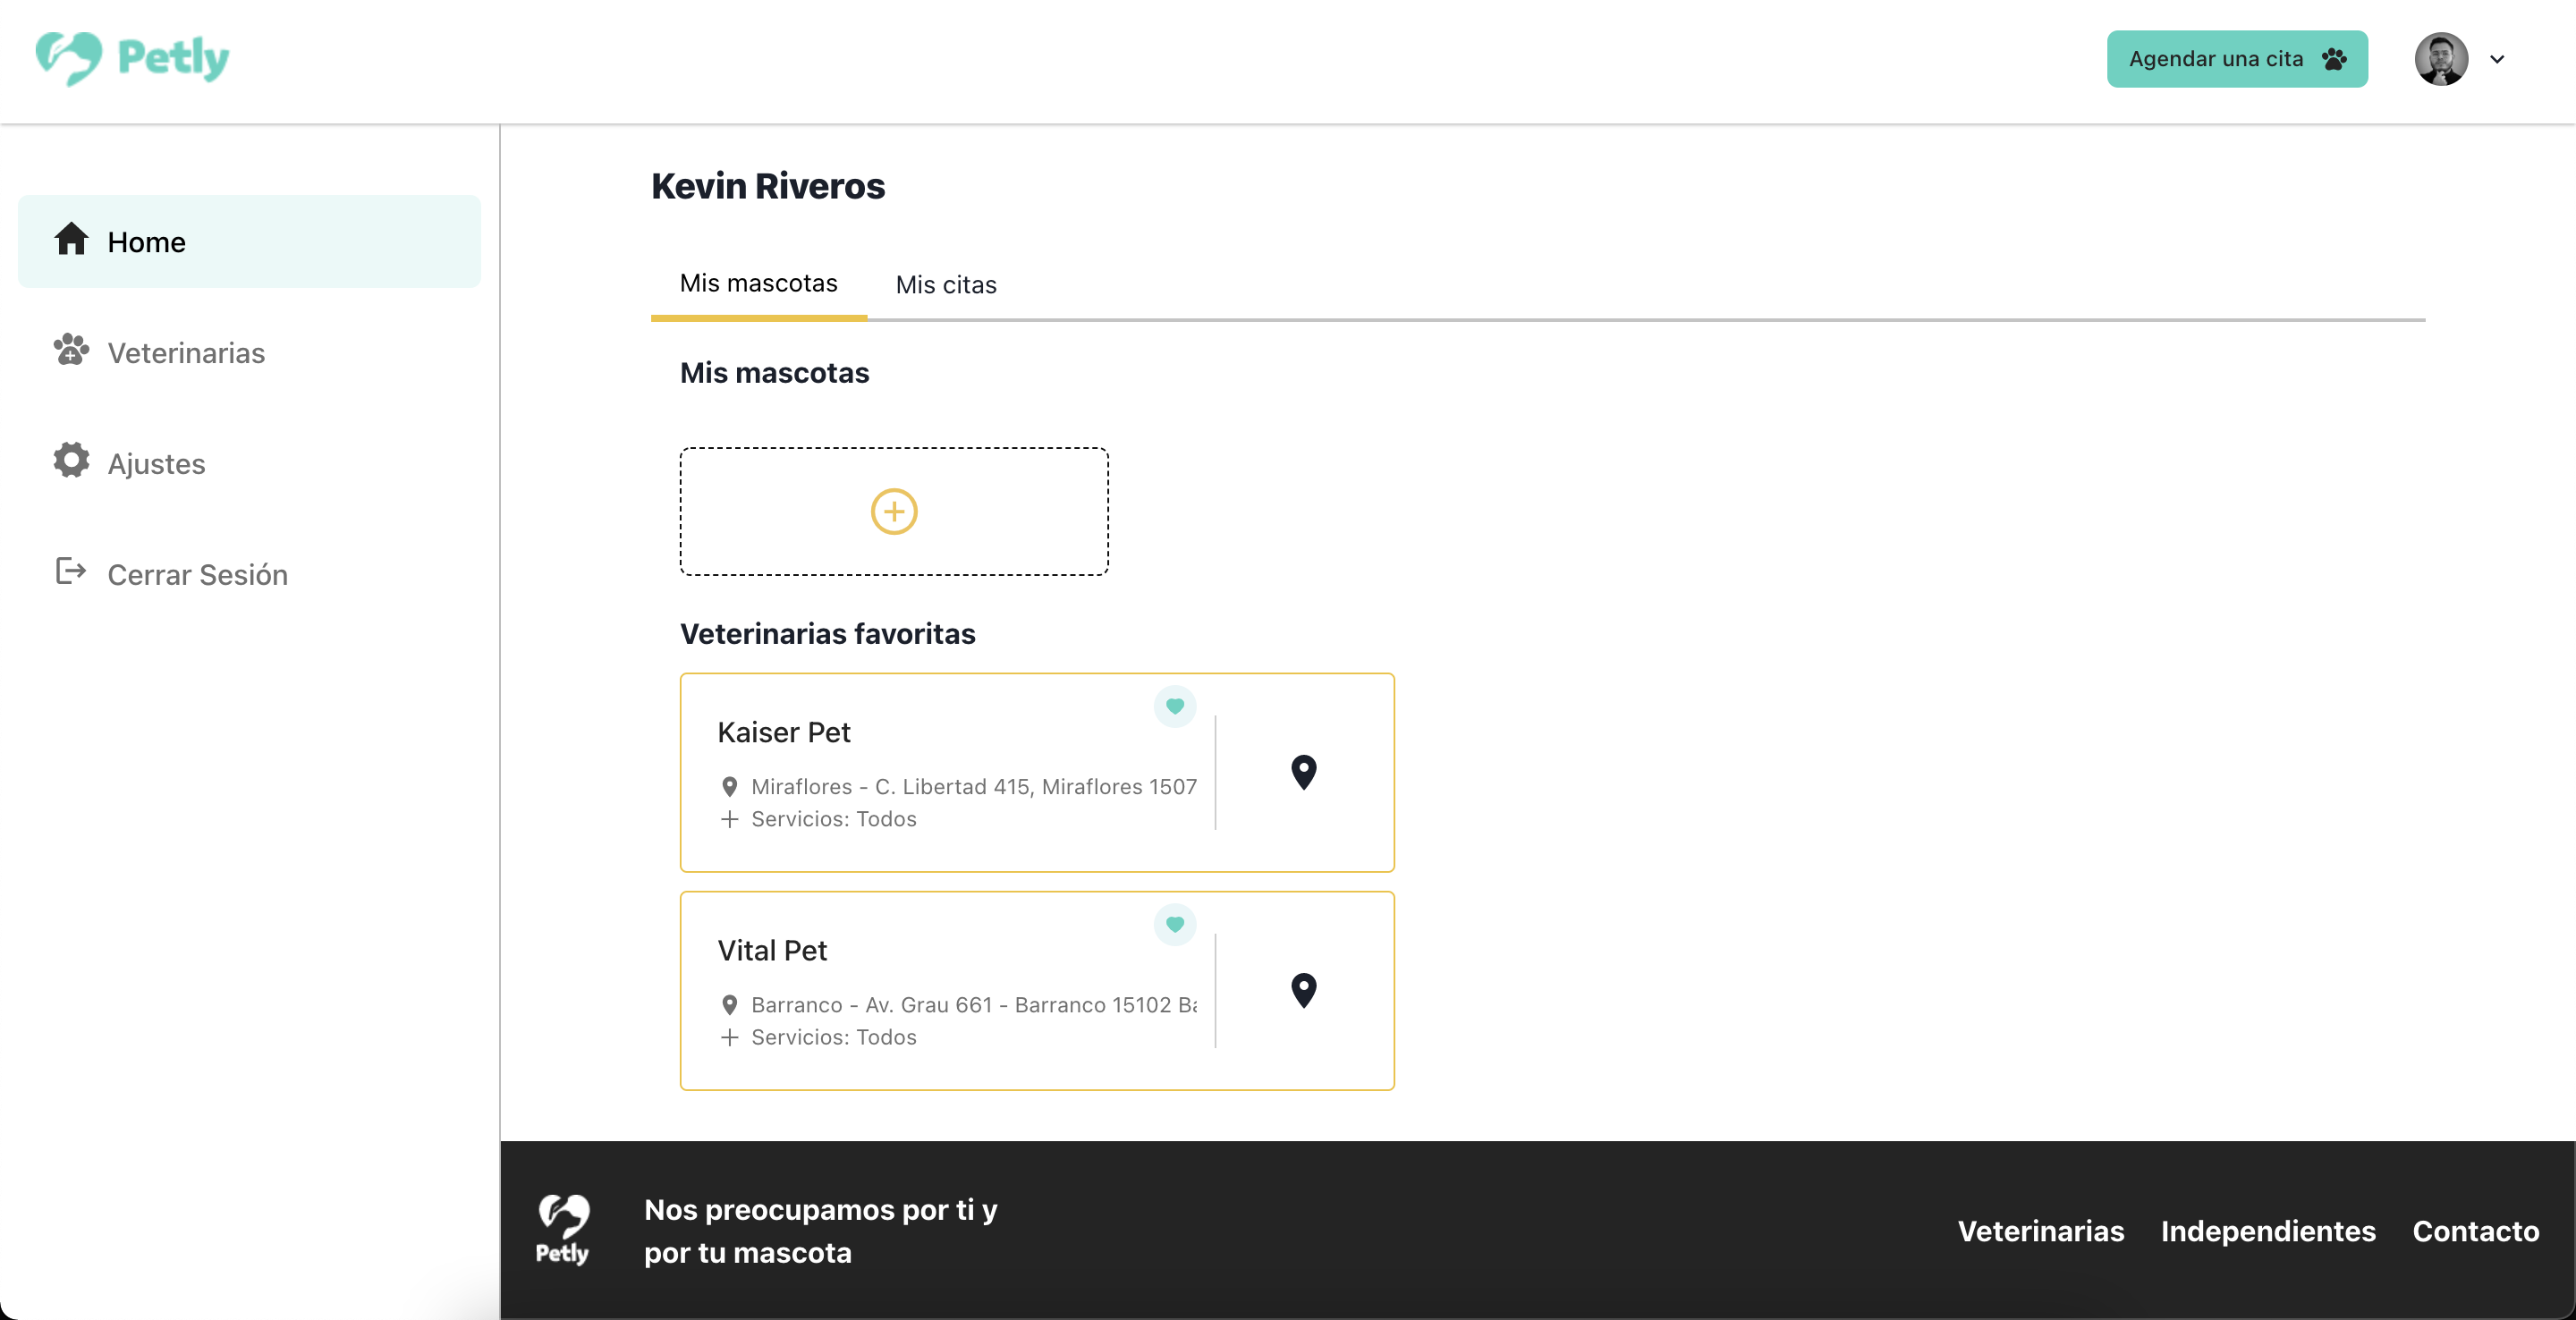 Petly
Agendar una cita
Home
Veterinarias
Ajustes
Cerrar Sesión
Kevin Riveros
Mis mascotas
Mis citas
Mis mascotas
Veterinarias favoritas
Kaiser Pet
Miraflores - C. Libertad 415, Miraflores 1507
Servicios: Todos
Vital Pet
Barranco - Av. Grau 661 - Barranco 15102
Servicios: Todos
Petly
Nos preocupamos por ti y
por tu mascota
Veterinarias
Independientes
Contacto